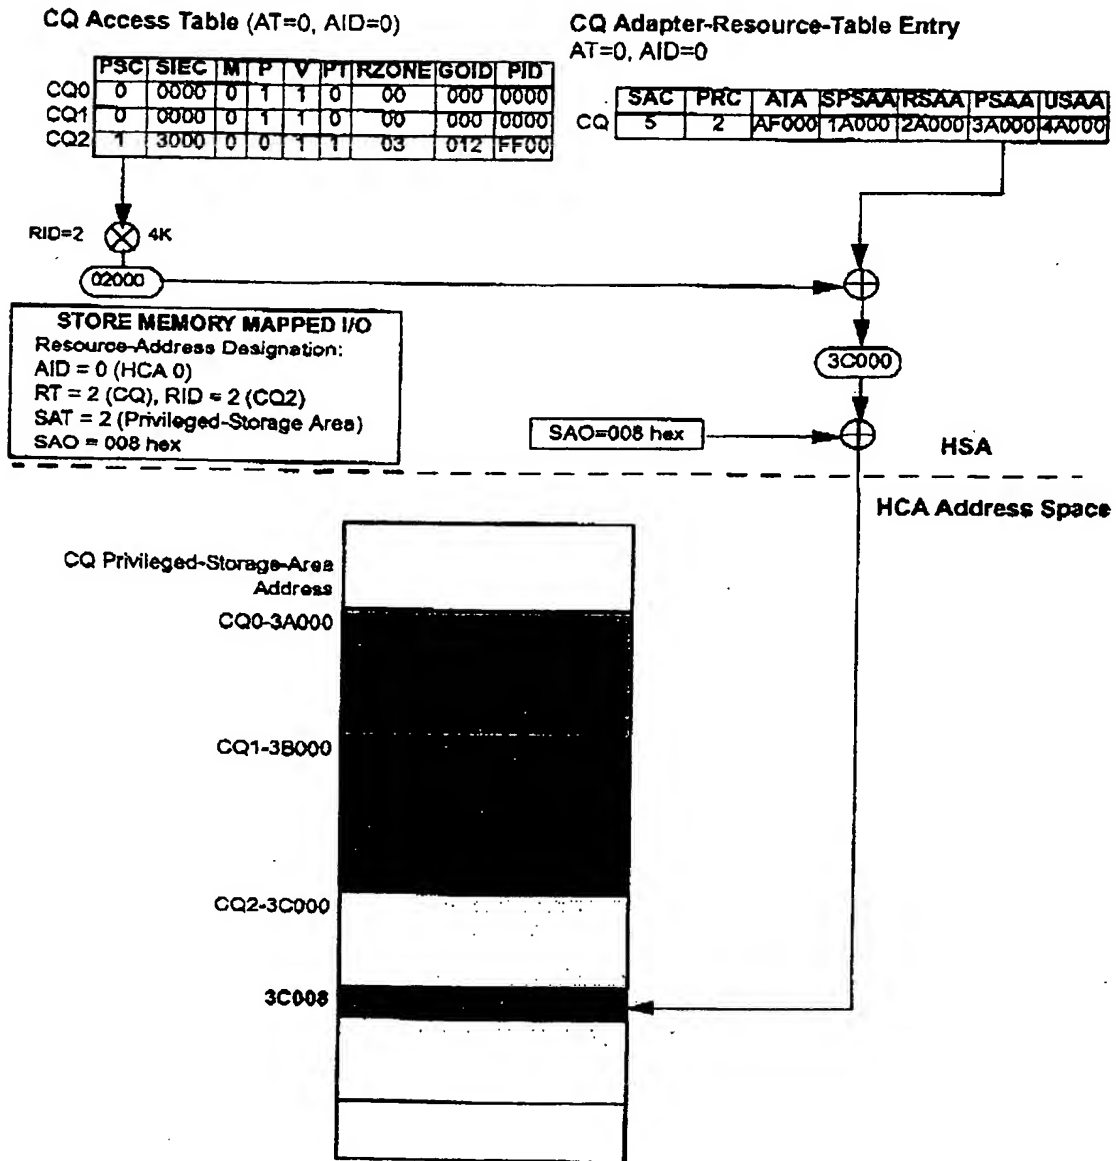 CQ Access Table (AT=0, AID=0)
PSC SIEC M P V PT RZONE GOID PID
CQ0 0 0000 0 1 1 0 00 000 0000
CQ1 0 0000 0 1 1 0 00 000 0000
CQ2 1 3000 0 0 1 1 03 012 FF00
CQ Adapter-Resource-Table Entry
AT=0, AID=0
SAC PRC ATA SPSAA RSAA PSAA USAA
CQ 5 2 AF000 1A000 2A000 3A000 4A000
RID=2 4K
02000
STORE MEMORY MAPPED I/O
Resource-Address Designation:
AID = 0 (HCA 0)
RT = 2 (CQ), RID = 2 (CQ2)
SAT = 2 (Privileged-Storage Area)
SAO = 008 hex
3C000
SAO=008 hex
HSA
HCA Address Space
CQ Privileged-Storage-Area
Address
CQ0-3A000
CQ1-3B000
CQ2-3C000
3C008